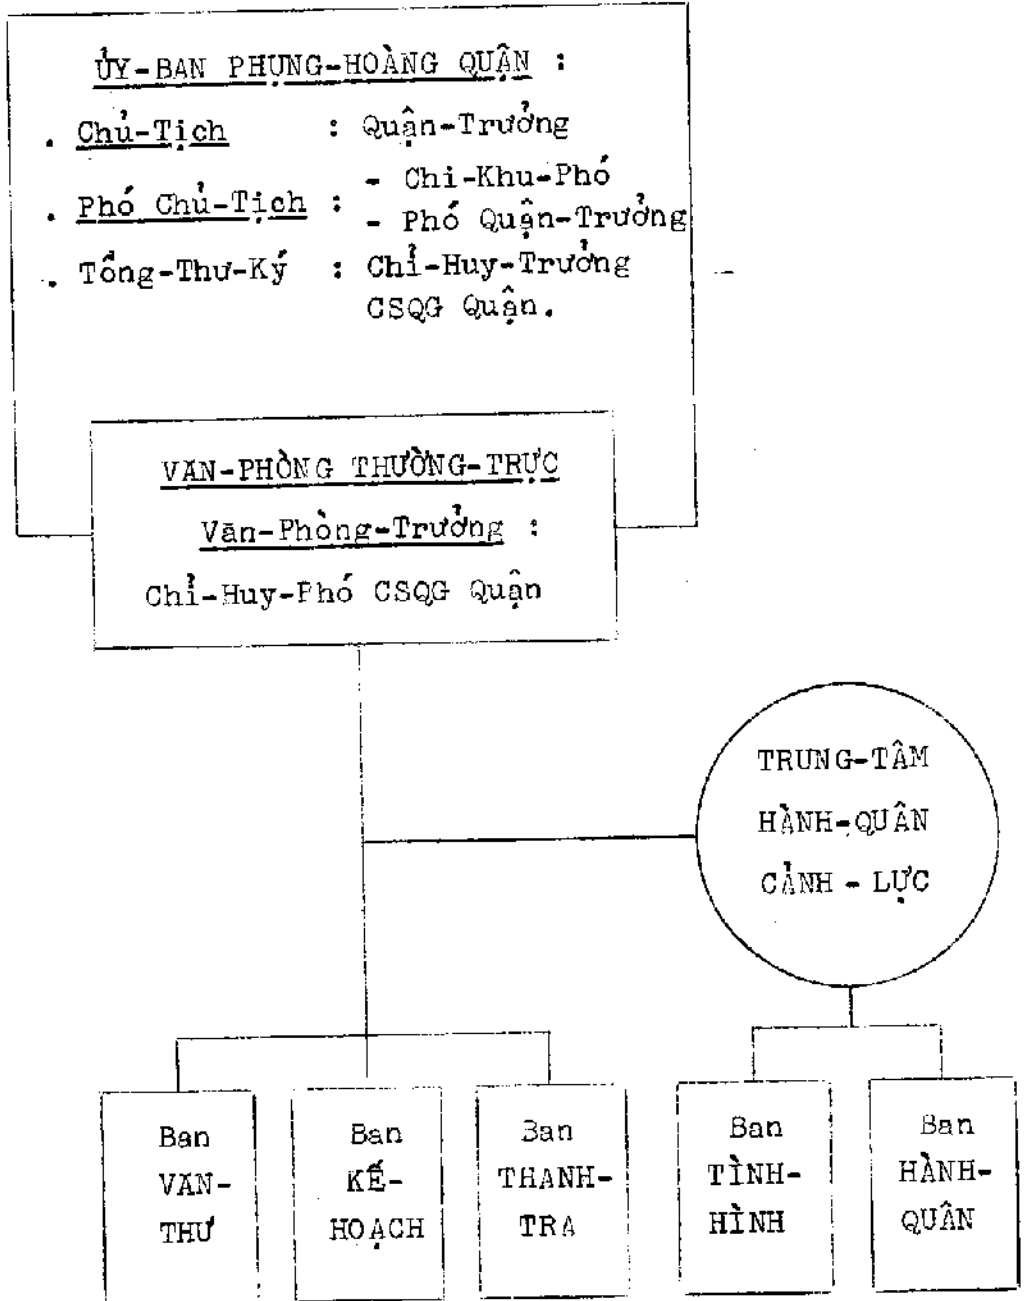 ỦY-BAN PHỤNG-HOÀNG QUẬN :
. Chủ-Tịch : Quận-Trưởng
. Phó Chủ-Tịch : - Chi-Khu-Phó
- Phó Quận-Trưởng
. Tổng-Thư-Ký : Chỉ-Huy-Trưởng
CSQG Quận.
VĂN-PHÒNG THƯỜNG-TRỰC
Văn-Phòng-Trưởng :
Chỉ-Huy-Phó CSQG Quận
TRUNG-TÂM
HÀNH-QUÂN
CẢNH - LỰC
Ban
VĂN-
THƯ
Ban
KẾ-
HOẠCH
Ban
THANH-
TRA
Ban
TÌNH-
HÌNH
Ban
HÀNH-
QUÂN